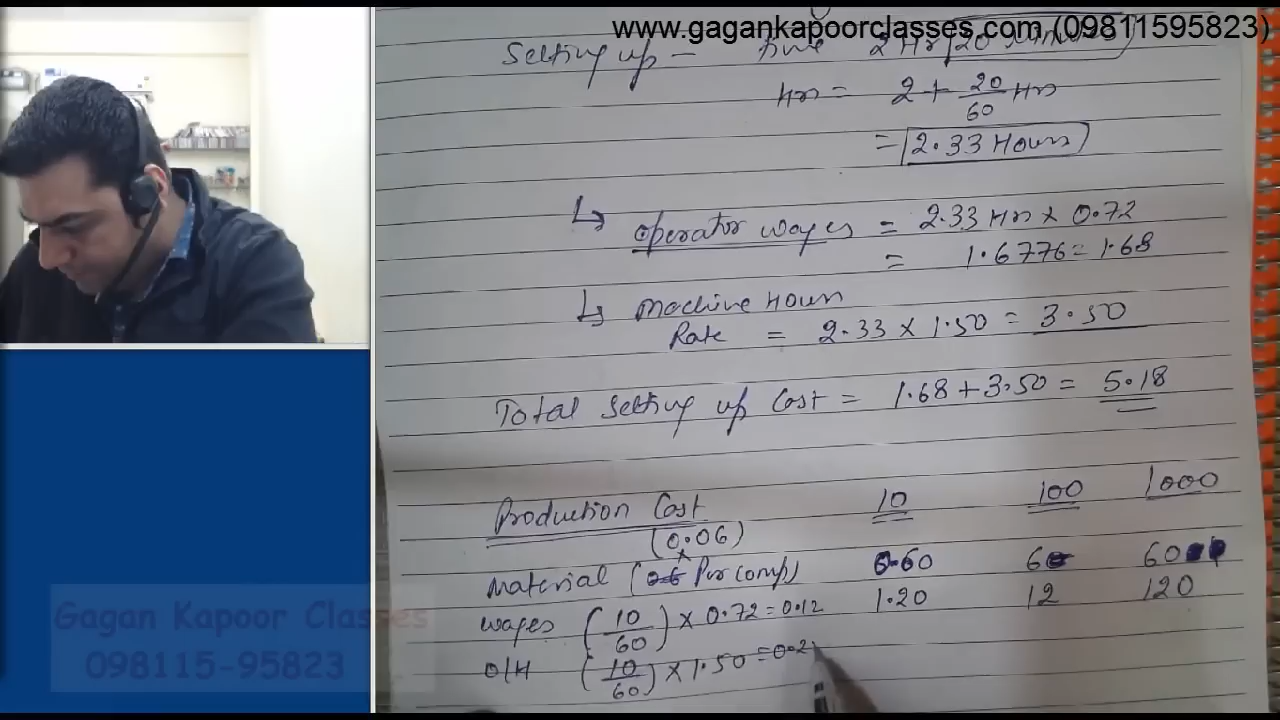 www.gagankapoorclasses.com (09811595823)
Setting up - time 2 Hr 20 minutes
Hrs = 2 + 20/60 Hrs
= 2.33 Hours
↳ operator wages = 2.33 Hrs x 0.72
= 1.6776 = 1.68
↳ Machine Hours
Rate = 2.33 x 1.50 = 3.50
Total Setting up Cost = 1.68 + 3.50 = 5.18
Production Cost 10 100 1000
(0.06)
Material ( Per Comp) 0.60 6 60
wages (10/60) x 0.72 = 0.12 1.20 12 120
O/H (10/60) x 1.50 = 0.2
Gagan Kapoor Classes
098115-95823